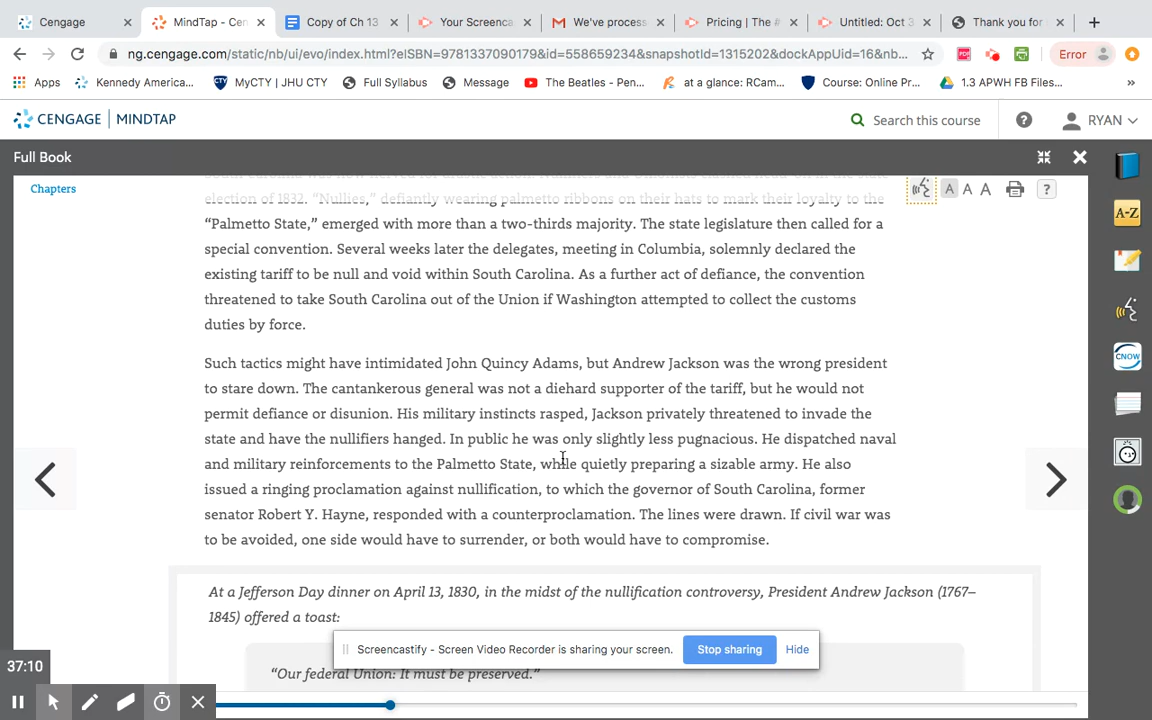 Cengage
MindTap - Cen
Copy of Ch 13
Your Screenca
We've process
Pricing | The #
Untitled: Oct 3
Thank you for
ng.cengage.com/static/nb/ui/evo/index.html?eISBN=9781337090179&id=558659234&snapshotId=1315202&dockAppUid=16&nb...
Error
Apps
Kennedy America...
MyCTY | JHU CTY
Full Syllabus
Message
The Beatles - Pen...
at a glance: RCam...
Course: Online Pr...
1.3 APWH FB Files...
»
CENGAGE | MINDTAP
Search this course
?
RYAN
Full Book
Chapters
A A A
?
A-Z
CNOW
election of 1832. “Nullies,” defiantly wearing palmetto ribbons on their hats to mark their loyalty to the
“Palmetto State,” emerged with more than a two-thirds majority. The state legislature then called for a
special convention. Several weeks later the delegates, meeting in Columbia, solemnly declared the
existing tariff to be null and void within South Carolina. As a further act of defiance, the convention
threatened to take South Carolina out of the Union if Washington attempted to collect the customs
duties by force.
Such tactics might have intimidated John Quincy Adams, but Andrew Jackson was the wrong president
to stare down. The cantankerous general was not a diehard supporter of the tariff, but he would not
permit defiance or disunion. His military instincts rasped, Jackson privately threatened to invade the
state and have the nullifiers hanged. In public he was only slightly less pugnacious. He dispatched naval
and military reinforcements to the Palmetto State, while quietly preparing a sizable army. He also
issued a ringing proclamation against nullification, to which the governor of South Carolina, former
senator Robert Y. Hayne, responded with a counterproclamation. The lines were drawn. If civil war was
to be avoided, one side would have to surrender, or both would have to compromise.
At a Jefferson Day dinner on April 13, 1830, in the midst of the nullification controversy, President Andrew Jackson (1767–
1845) offered a toast:
Screencastify - Screen Video Recorder is sharing your screen.
Stop sharing
Hide
“Our federal Union: It must be preserved.”
37:10